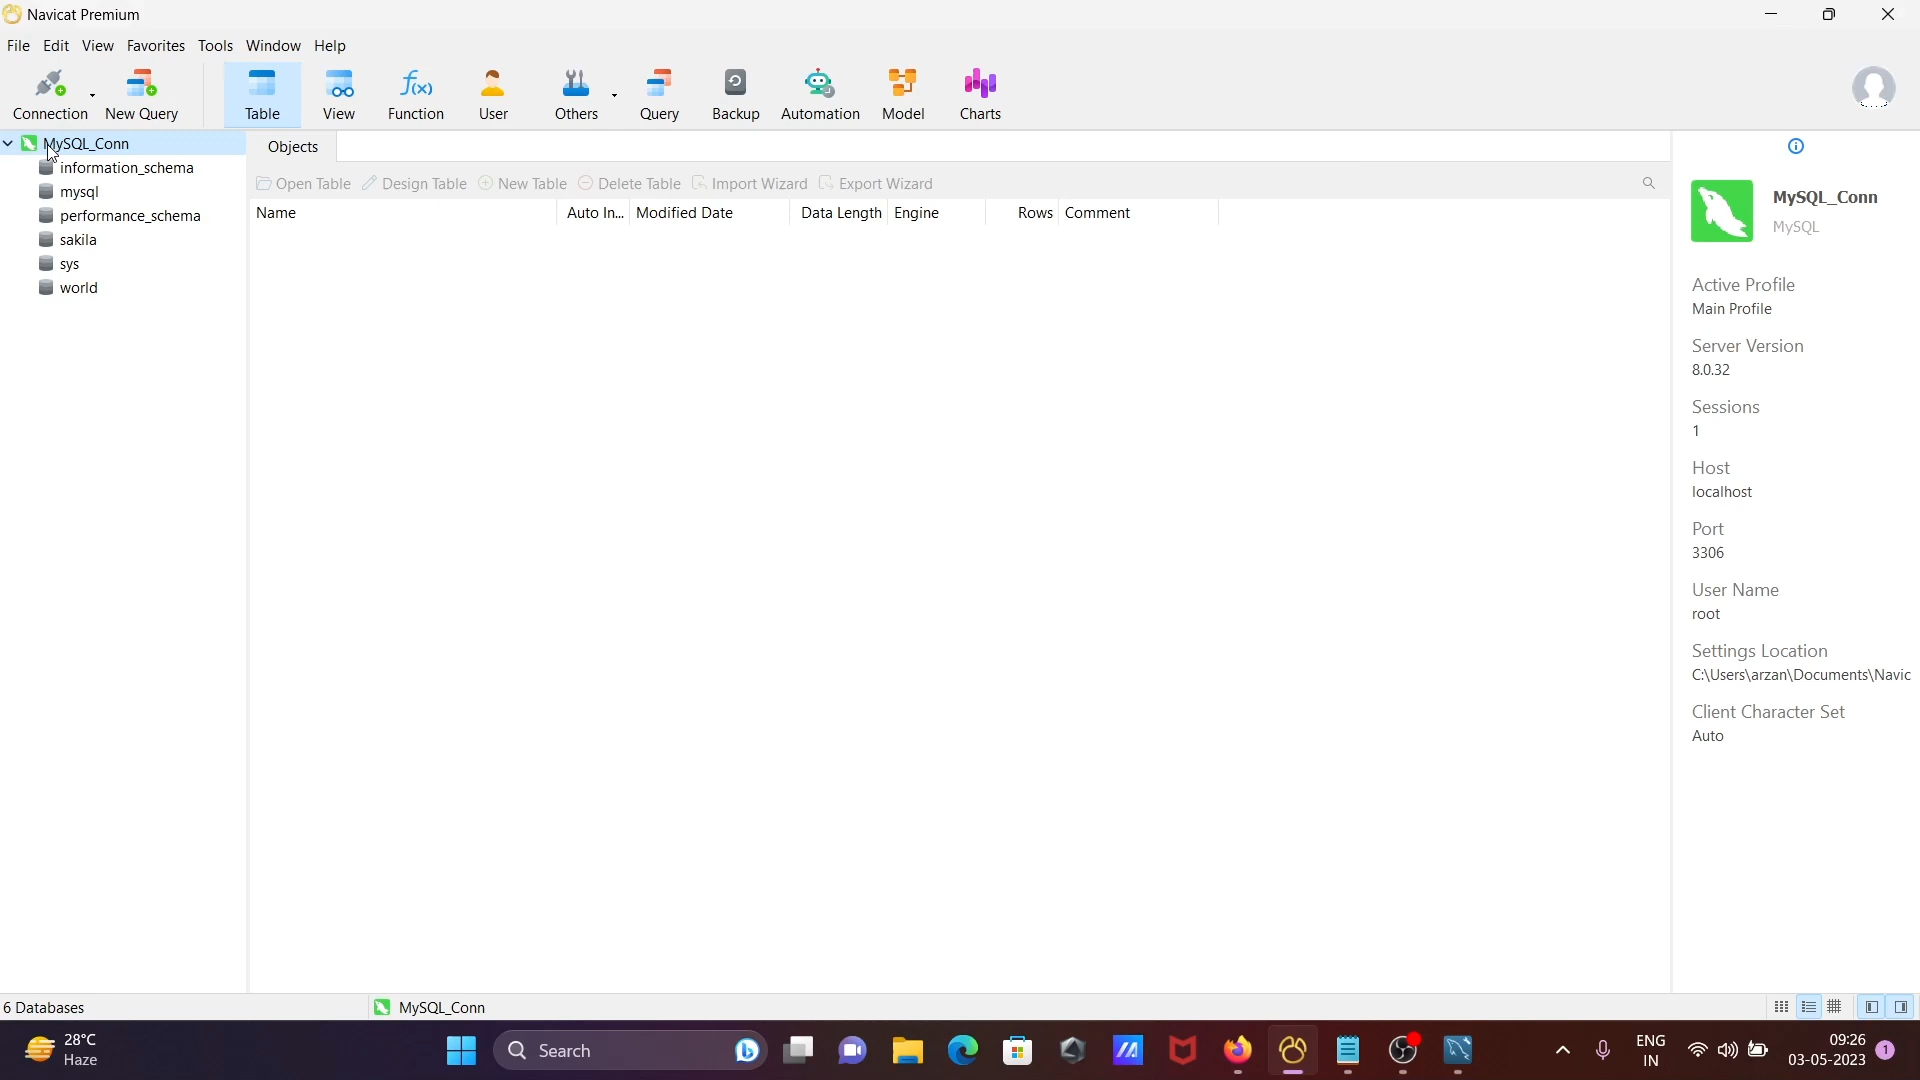 Navicat Premium
File Edit View Favorites Tools Window Help
Connection New Query Table View Function User Others Query Backup Automation Model Charts
MySQL_Conn
information_schema
mysql
performance_schema
sakila
sys
world
Objects
Open Table Design Table New Table Delete Table Import Wizard Export Wizard
Name Auto In... Modified Date Data Length Engine Rows Comment
MySQL_Conn
MySQL
Active Profile
Main Profile
Server Version
8.0.32
Sessions
1
Host
localhost
Port
3306
User Name
root
Settings Location
C:\Users\arzan\Documents\Navic
Client Character Set
Auto
6 Databases MySQL_Conn
28°C
Haze
Search
ENG
IN
09:26
03-05-2023
1